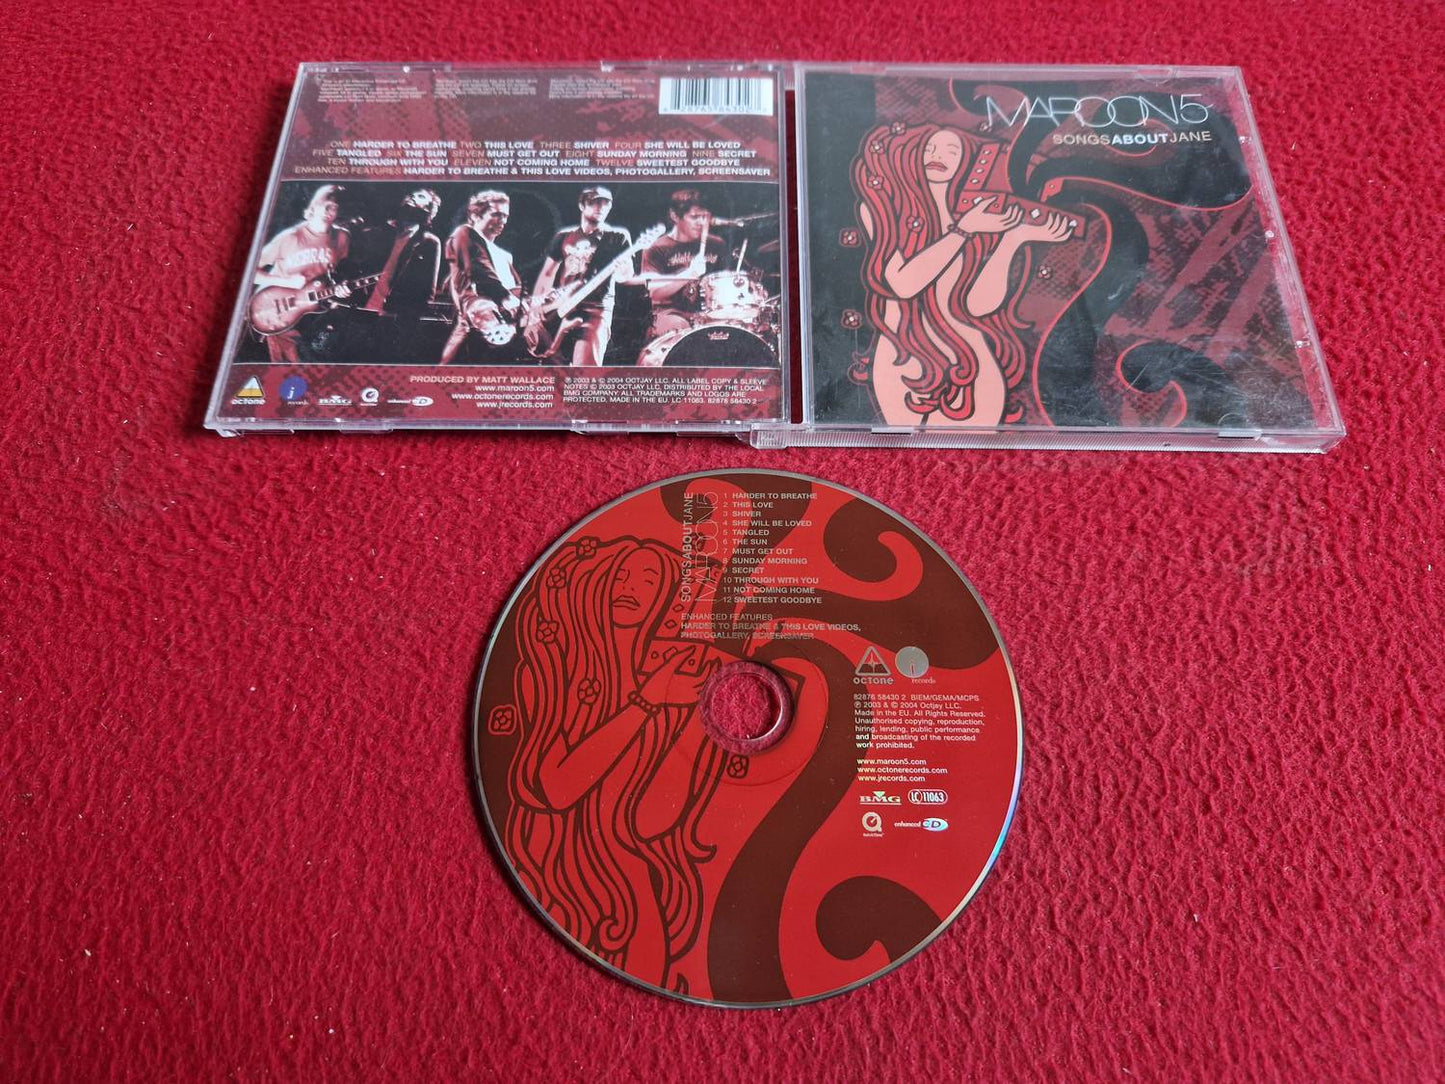 ONE HARDER TO BREATHE TWO THIS LOVE THREE SHIVER FOUR SHE WILL BE LOVED
FIVE TANGLED SIX THE SUN SEVEN MUST GET OUT EIGHT SUNDAY MORNING NINE SECRET
TEN THROUGH WITH YOU ELEVEN NOT COMING HOME TWELVE SWEETEST GOODBYE
ENHANCED FEATURES HARDER TO BREATHE & THIS LOVE VIDEOS, PHOTOGALLERY, SCREENSAVER
PRODUCED BY MATT WALLACE
www.maroon5.com
www.octonerecords.com
www.jrecords.com
℗ 2003 & © 2004 OCTJAY LLC. ALL LABEL COPY & SLEEVE
NOTES © 2003 OCTJAY LLC. DISTRIBUTED BY THE LOCAL
BMG COMPANY. ALL TRADEMARKS AND LOGOS ARE
PROTECTED. MADE IN THE EU. LC 11063. 82876 58430 2
octone
j records
BMG
enhanced CD
MAROON5
SONGSABOUTJANE
SONGSABOUTJANE
MAROON5
1 HARDER TO BREATHE
2 THIS LOVE
3 SHIVER
4 SHE WILL BE LOVED
5 TANGLED
6 THE SUN
7 MUST GET OUT
8 SUNDAY MORNING
9 SECRET
10 THROUGH WITH YOU
11 NOT COMING HOME
12 SWEETEST GOODBYE
ENHANCED FEATURES
HARDER TO BREATHE & THIS LOVE VIDEOS,
PHOTOGALLERY, SCREENSAVER
octone
j records
82876 58430 2 BIEM/GEMA/MCPS
℗ 2003 & © 2004 Octjay LLC.
Made in the EU. All Rights Reserved.
Unauthorised copying, reproduction,
hiring, lending, public performance
and broadcasting of the recorded
work prohibited.
www.maroon5.com
www.octonerecords.com
www.jrecords.com
BMG
LC 11063
QuickTime
enhanced CD